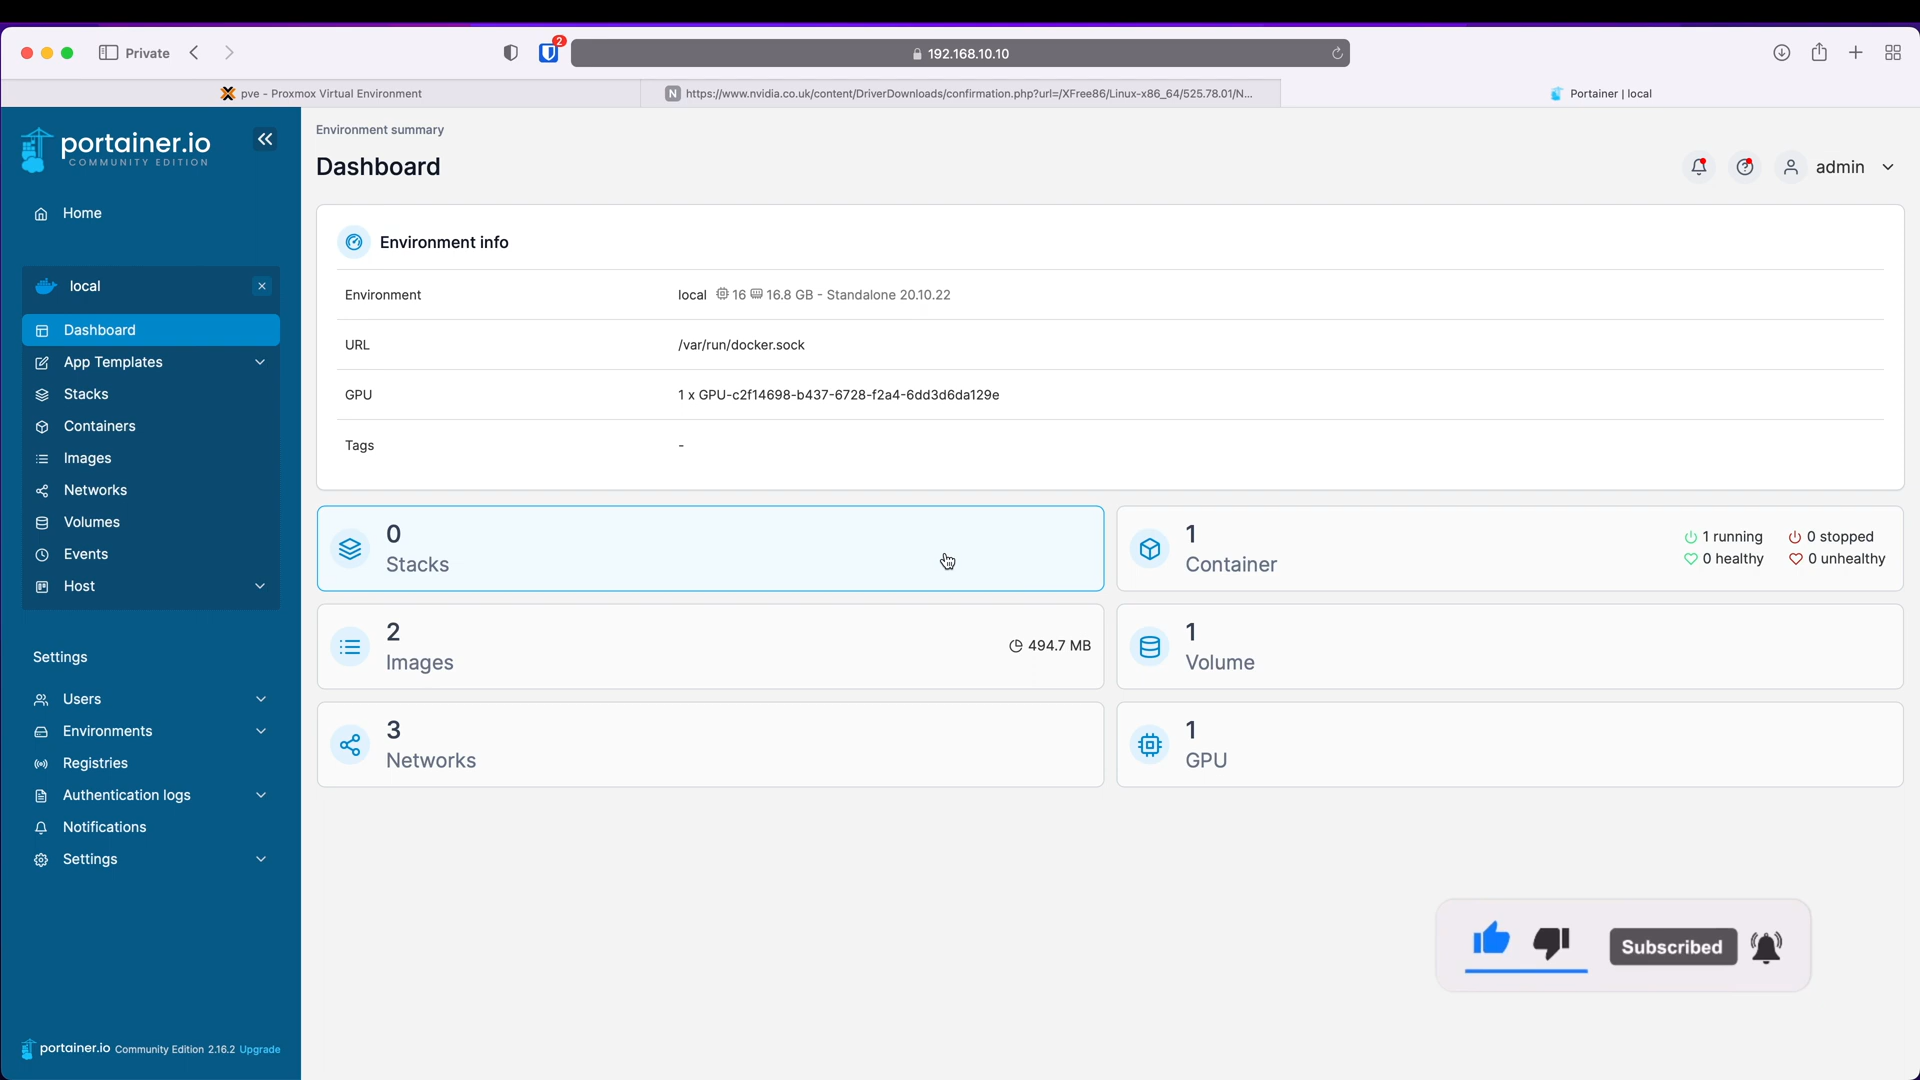 Private
2
192.168.10.10
pve - Proxmox Virtual Environment
N https://www.nvidia.co.uk/content/DriverDownloads/confirmation.php?url=/XFree86/Linux-x86_64/525.78.01/N...
Portainer | local
portainer.io
COMMUNITY EDITION
Home
local
Dashboard
App Templates
Stacks
Containers
Images
Networks
Volumes
Events
Host
Settings
Users
Environments
Registries
Authentication logs
Notifications
Settings
portainer.io Community Edition 2.16.2 Upgrade
Environment summary
Dashboard
admin
Environment info
Environment local 16 16.8 GB - Standalone 20.10.22
URL /var/run/docker.sock
GPU 1 x GPU-c2f14698-b437-6728-f2a4-6dd3d6da129e
Tags -
0
Stacks
1
Container
1 running 0 stopped
0 healthy 0 unhealthy
2
Images
494.7 MB
1
Volume
3
Networks
1
GPU
Subscribed